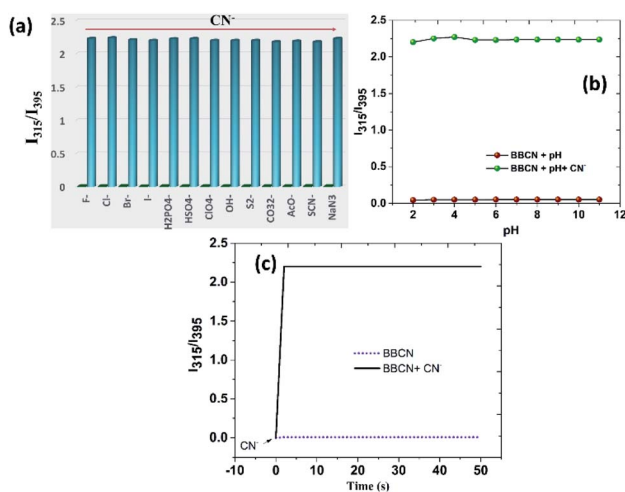 (a)
CN-
I315/I395
2.5
2
1.5
1
0.5
0
F-
Cl-
Br-
I-
H2PO4-
HSO4-
ClO4-
OH-
S2-
CO32-
AcO-
SCN-
NaN3
(b)
I315/I395
2.5
2.0
1.5
1.0
0.5
0.0
BBCN + pH
BBCN + pH+ CN-
2 4 6 8 10 12
pH
(c)
I315/I395
2.5
2.0
1.5
1.0
0.5
0.0
BBCN
BBCN+ CN-
CN-
-10 0 10 20 30 40 50
Time (s)